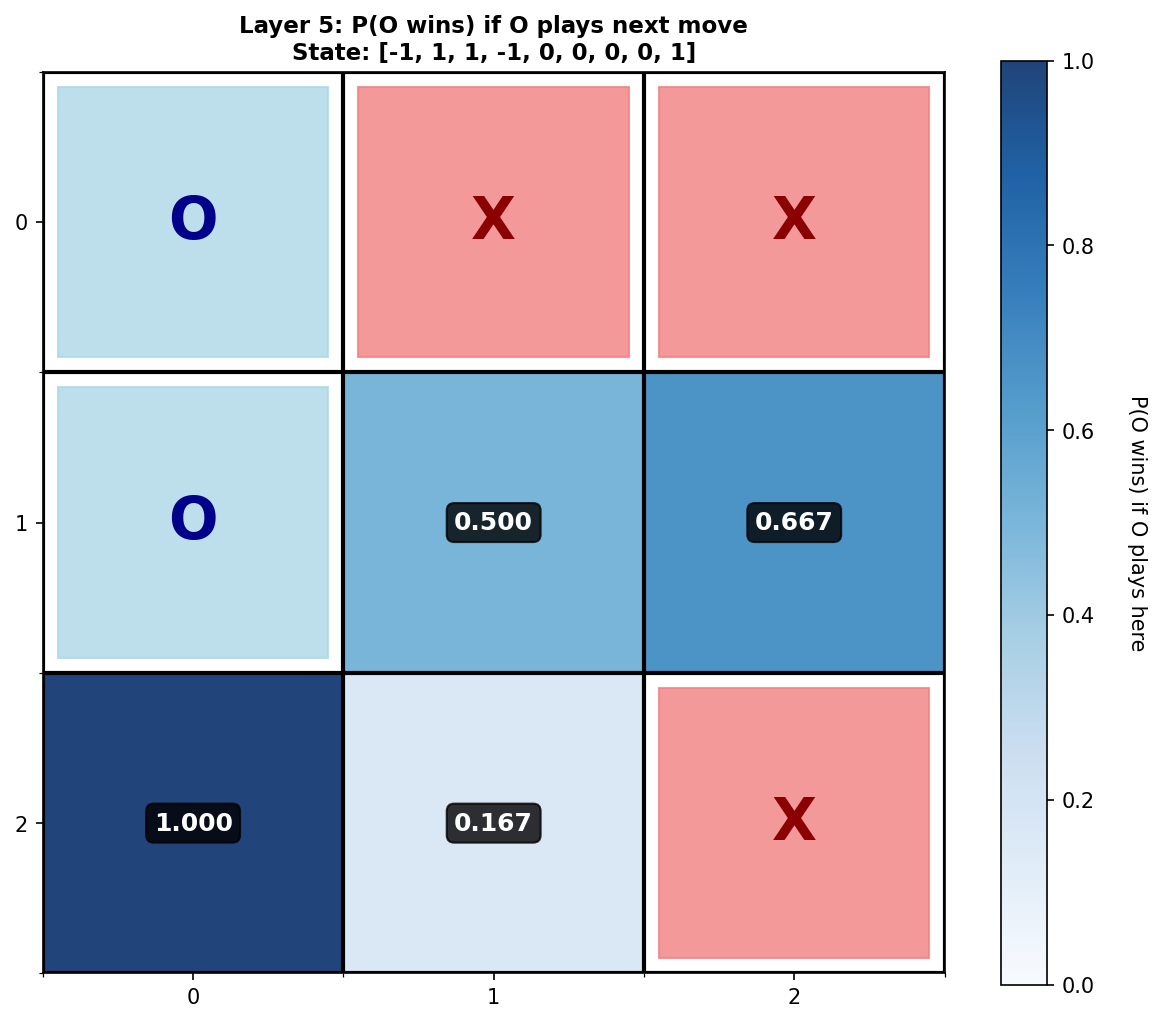 Layer 5: P(O wins) if O plays next move
State: [-1, 1, 1, -1, 0, 0, 0, 0, 1]
0
O
X
X
1
O
0.500
0.667
2
1.000
0.167
X
0
1
2
1.0
0.8
0.6
0.4
0.2
0.0
P(O wins) if O plays here